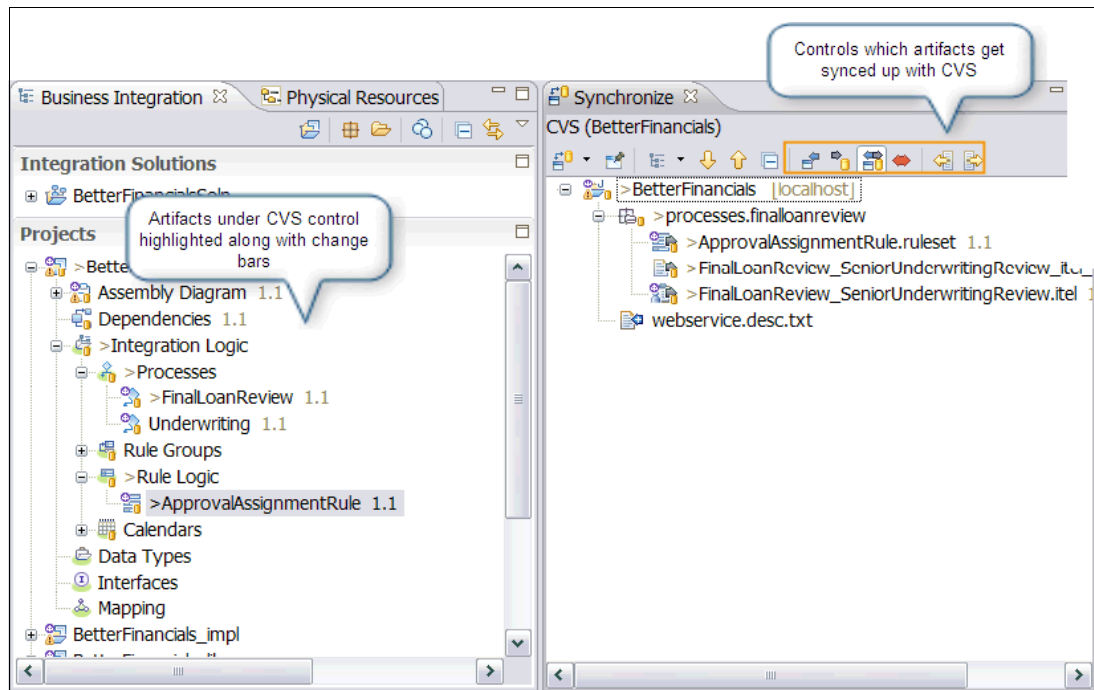 Controls which artifacts get
synced up with CVS
Business Integration
Physical Resources
Integration Solutions
Artifacts under CVS control
highlighted along with change
bars
Projects
Assembly Diagram 1.1
Dependencies 1.1
>Integration Logic
>Processes
>FinalLoanReview 1.1
Underwriting 1.1
Rule Groups
>Rule Logic
>ApprovalAssignmentRule 1.1
Calendars
Data Types
Interfaces
Mapping
BetterFinancials_impl
Synchronize
CVS (BetterFinancials)
>BetterFinancials [localhost]
>processes.finalloanreview
>ApprovalAssignmentRule.ruleset 1.1
>FinalLoanReview_SeniorUnderwritingReview_itel_
>FinalLoanReview_SeniorUnderwritingReview.itel 1
webservice.desc.txt